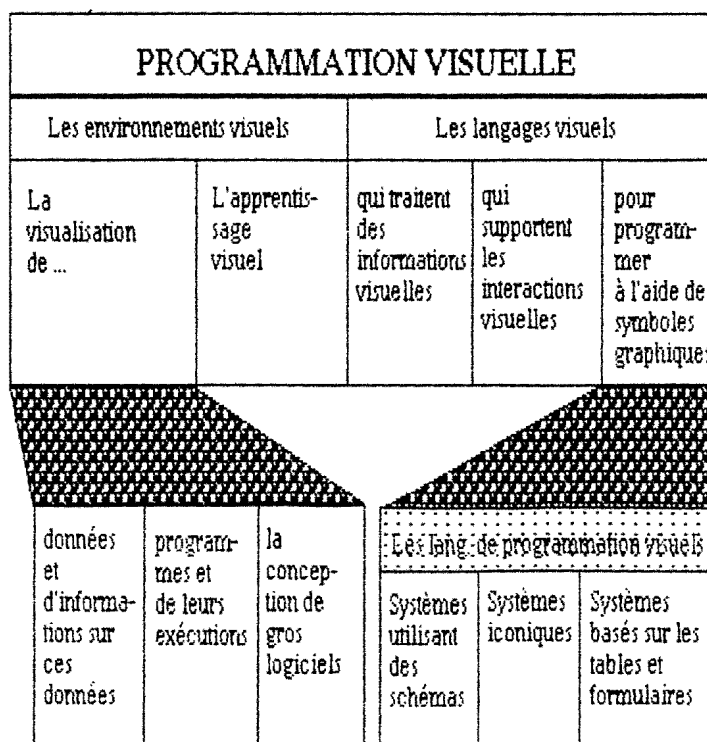 PROGRAMMATION VISUELLE
Les environnements visuels
Les langages visuels
La
visualisation
de ...
L'apprentis-
sage
visuel
qui traitent
des
informations
visuelles
qui
supportent
les
interactions
visuelles
pour
program-
mer
à l'aide de
symboles
graphiques
données
et
d'informa-
tions sur
ces
données
program-
mes et
de leurs
exécutions
la
concep-
tion de
gros
logiciels
Les lang. de programmation visuels
Systèmes
utilisant
des
schémas
Systèmes
iconiques
Systèmes
basés sur les
tables et
formulaires